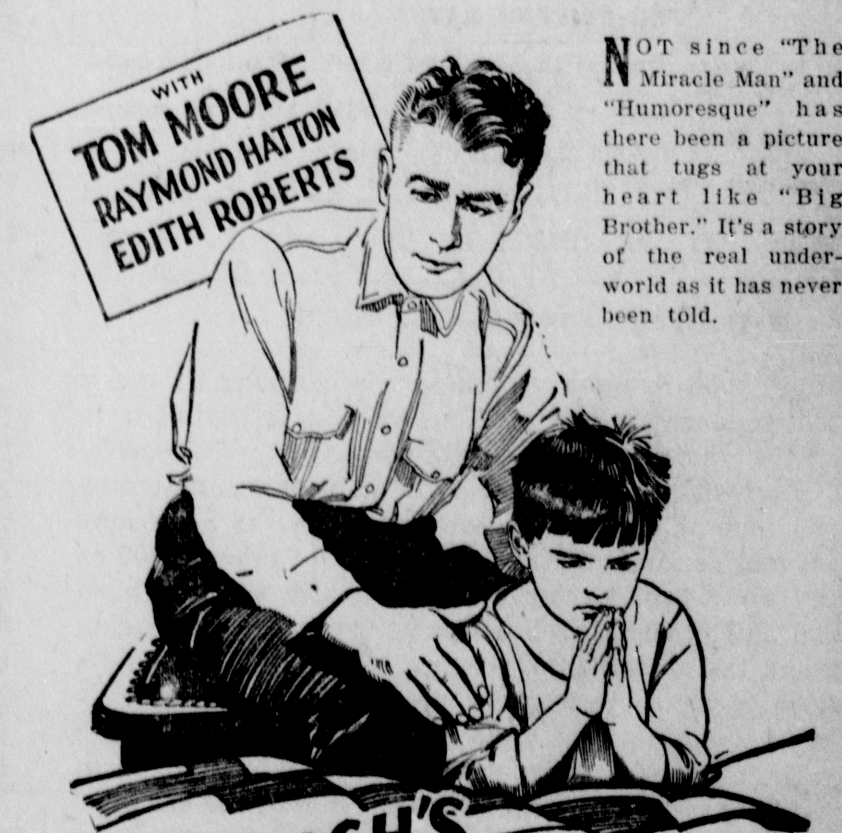 WITH
TOM MOORE
RAYMOND HATTON
EDITH ROBERTS
NOT since "The
Miracle Man" and
"Humoresque" has
there been a picture
that tugs at your
heart like "Big
Brother." It's a story
of the real under-
world as it has never
been told.